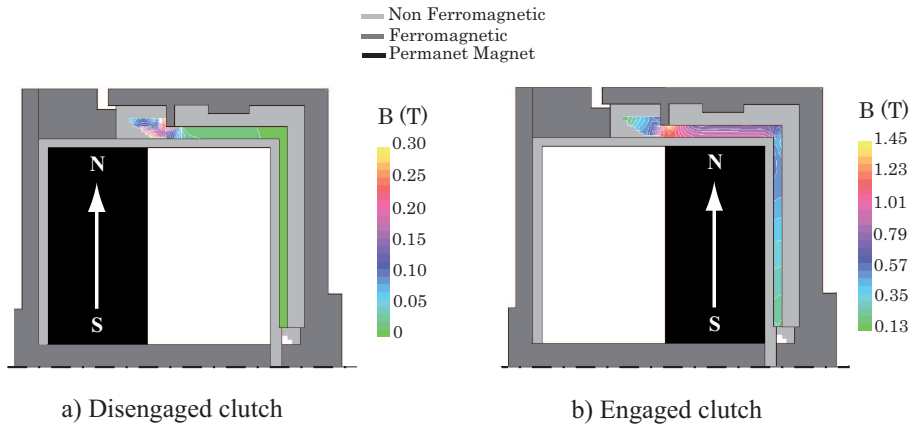 Non Ferromagnetic
Ferromagnetic
Permanet Magnet
B (T)
0.30
0.25
0.20
0.15
0.10
0.05
0
N
S
a) Disengaged clutch
B (T)
1.45
1.23
1.01
0.79
0.57
0.35
0.13
N
S
b) Engaged clutch